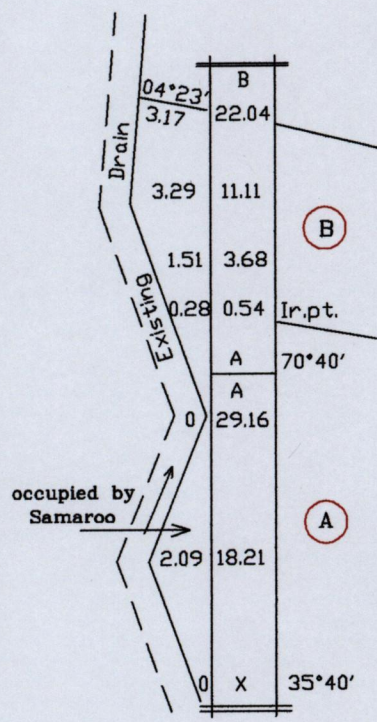 B
04°23'
3.17 22.04
Drain
3.29 11.11
B
1.51 3.68
0.28 0.54 Ir.pt.
Existing
A 70°40'
A
0 29.16
occupied by
Samaroo
A
2.09 18.21
0 X 35°40'